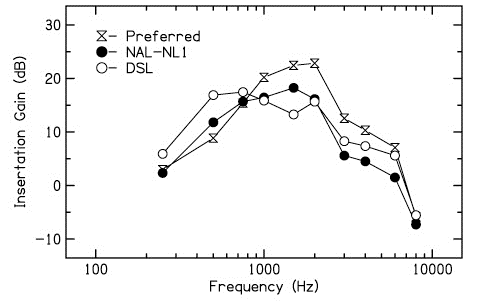 30
20
10
0
-10
Insertation Gain (dB)
Preferred
NAL-NL1
DSL
100
1000
10000
Frequency (Hz)